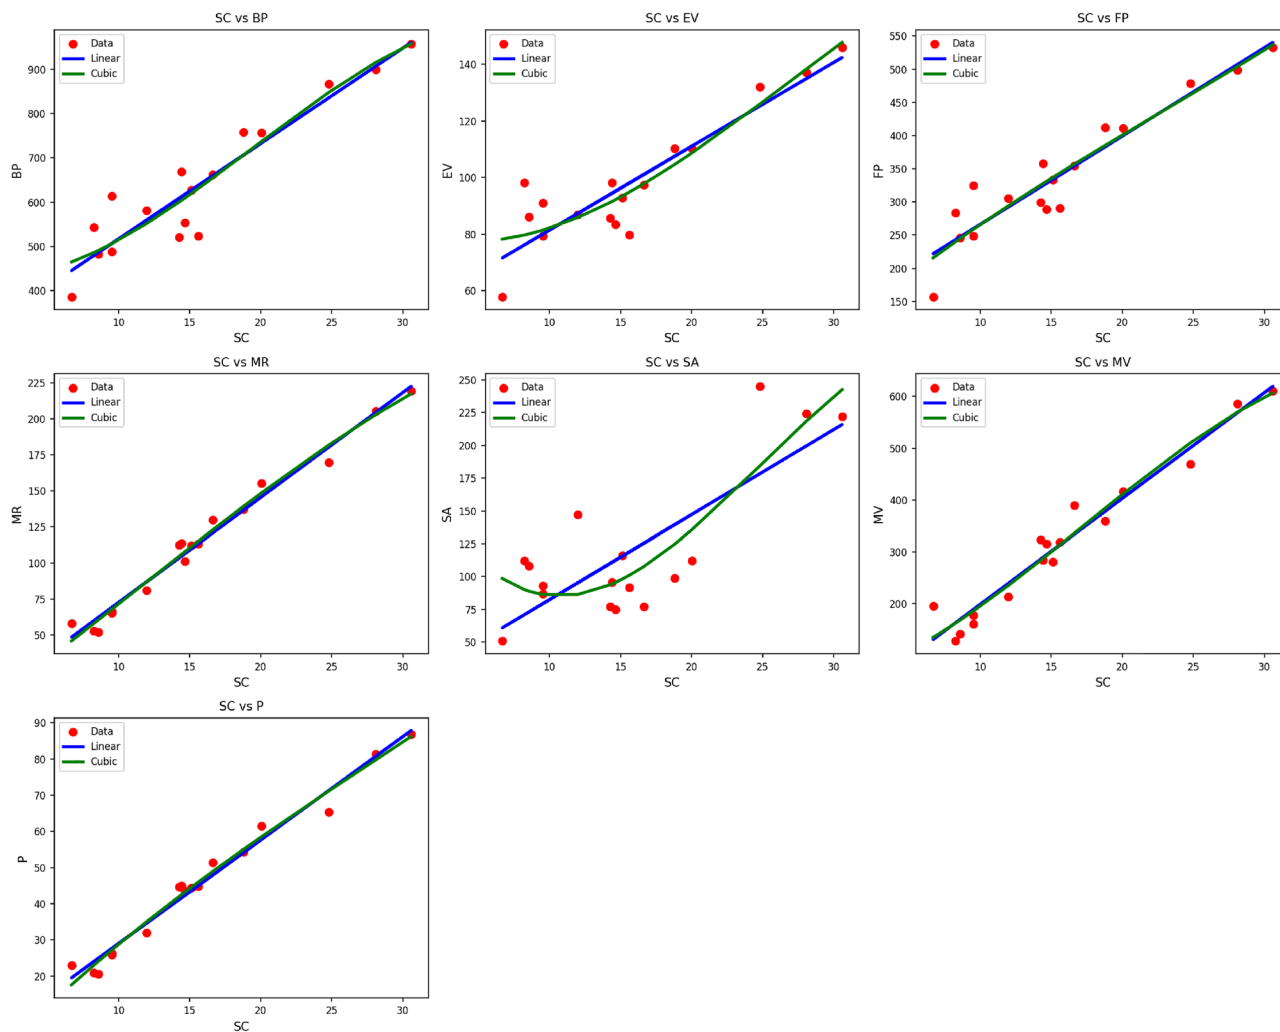 SC vs BP
Data
Linear
Cubic
BP
900
800
700
600
500
400
10 15 20 25 30
SC
SC vs EV
Data
Linear
Cubic
EV
140
120
100
80
60
10 15 20 25 30
SC
SC vs FP
Data
Linear
Cubic
FP
550
500
450
400
350
300
250
200
150
10 15 20 25 30
SC
SC vs MR
Data
Linear
Cubic
MR
225
200
175
150
125
100
75
50
10 15 20 25 30
SC
SC vs SA
Data
Linear
Cubic
SA
250
225
200
175
150
125
100
75
50
10 15 20 25 30
SC
SC vs MV
Data
Linear
Cubic
MV
600
500
400
300
200
10 15 20 25 30
SC
SC vs P
Data
Linear
Cubic
P
90
80
70
60
50
40
30
20
10 15 20 25 30
SC